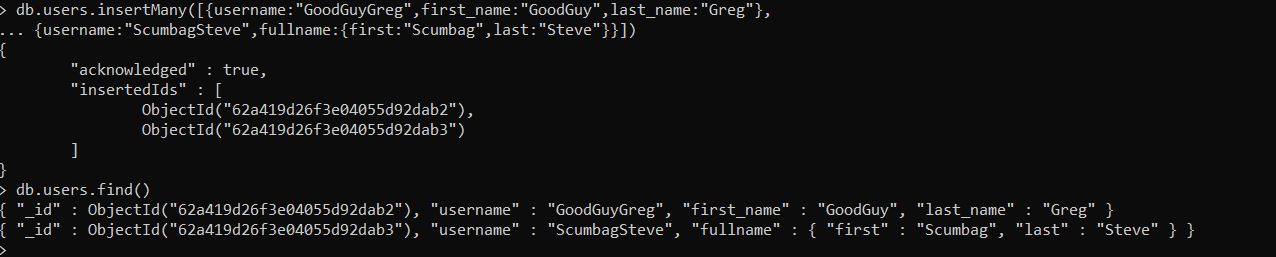 > db.users.insertMany([{username:"GoodGuyGreg",first_name:"GoodGuy",last_name:"Greg"},
... {username:"ScumbagSteve",fullname:{first:"Scumbag",last:"Steve"}}])
{
        "acknowledged" : true,
        "insertedIds" : [
                ObjectId("62a419d26f3e04055d92dab2"),
                ObjectId("62a419d26f3e04055d92dab3")
        ]
}
> db.users.find()
{ "_id" : ObjectId("62a419d26f3e04055d92dab2"), "username" : "GoodGuyGreg", "first_name" : "GoodGuy", "last_name" : "Greg" }
{ "_id" : ObjectId("62a419d26f3e04055d92dab3"), "username" : "ScumbagSteve", "fullname" : { "first" : "Scumbag", "last" : "Steve" } }
>